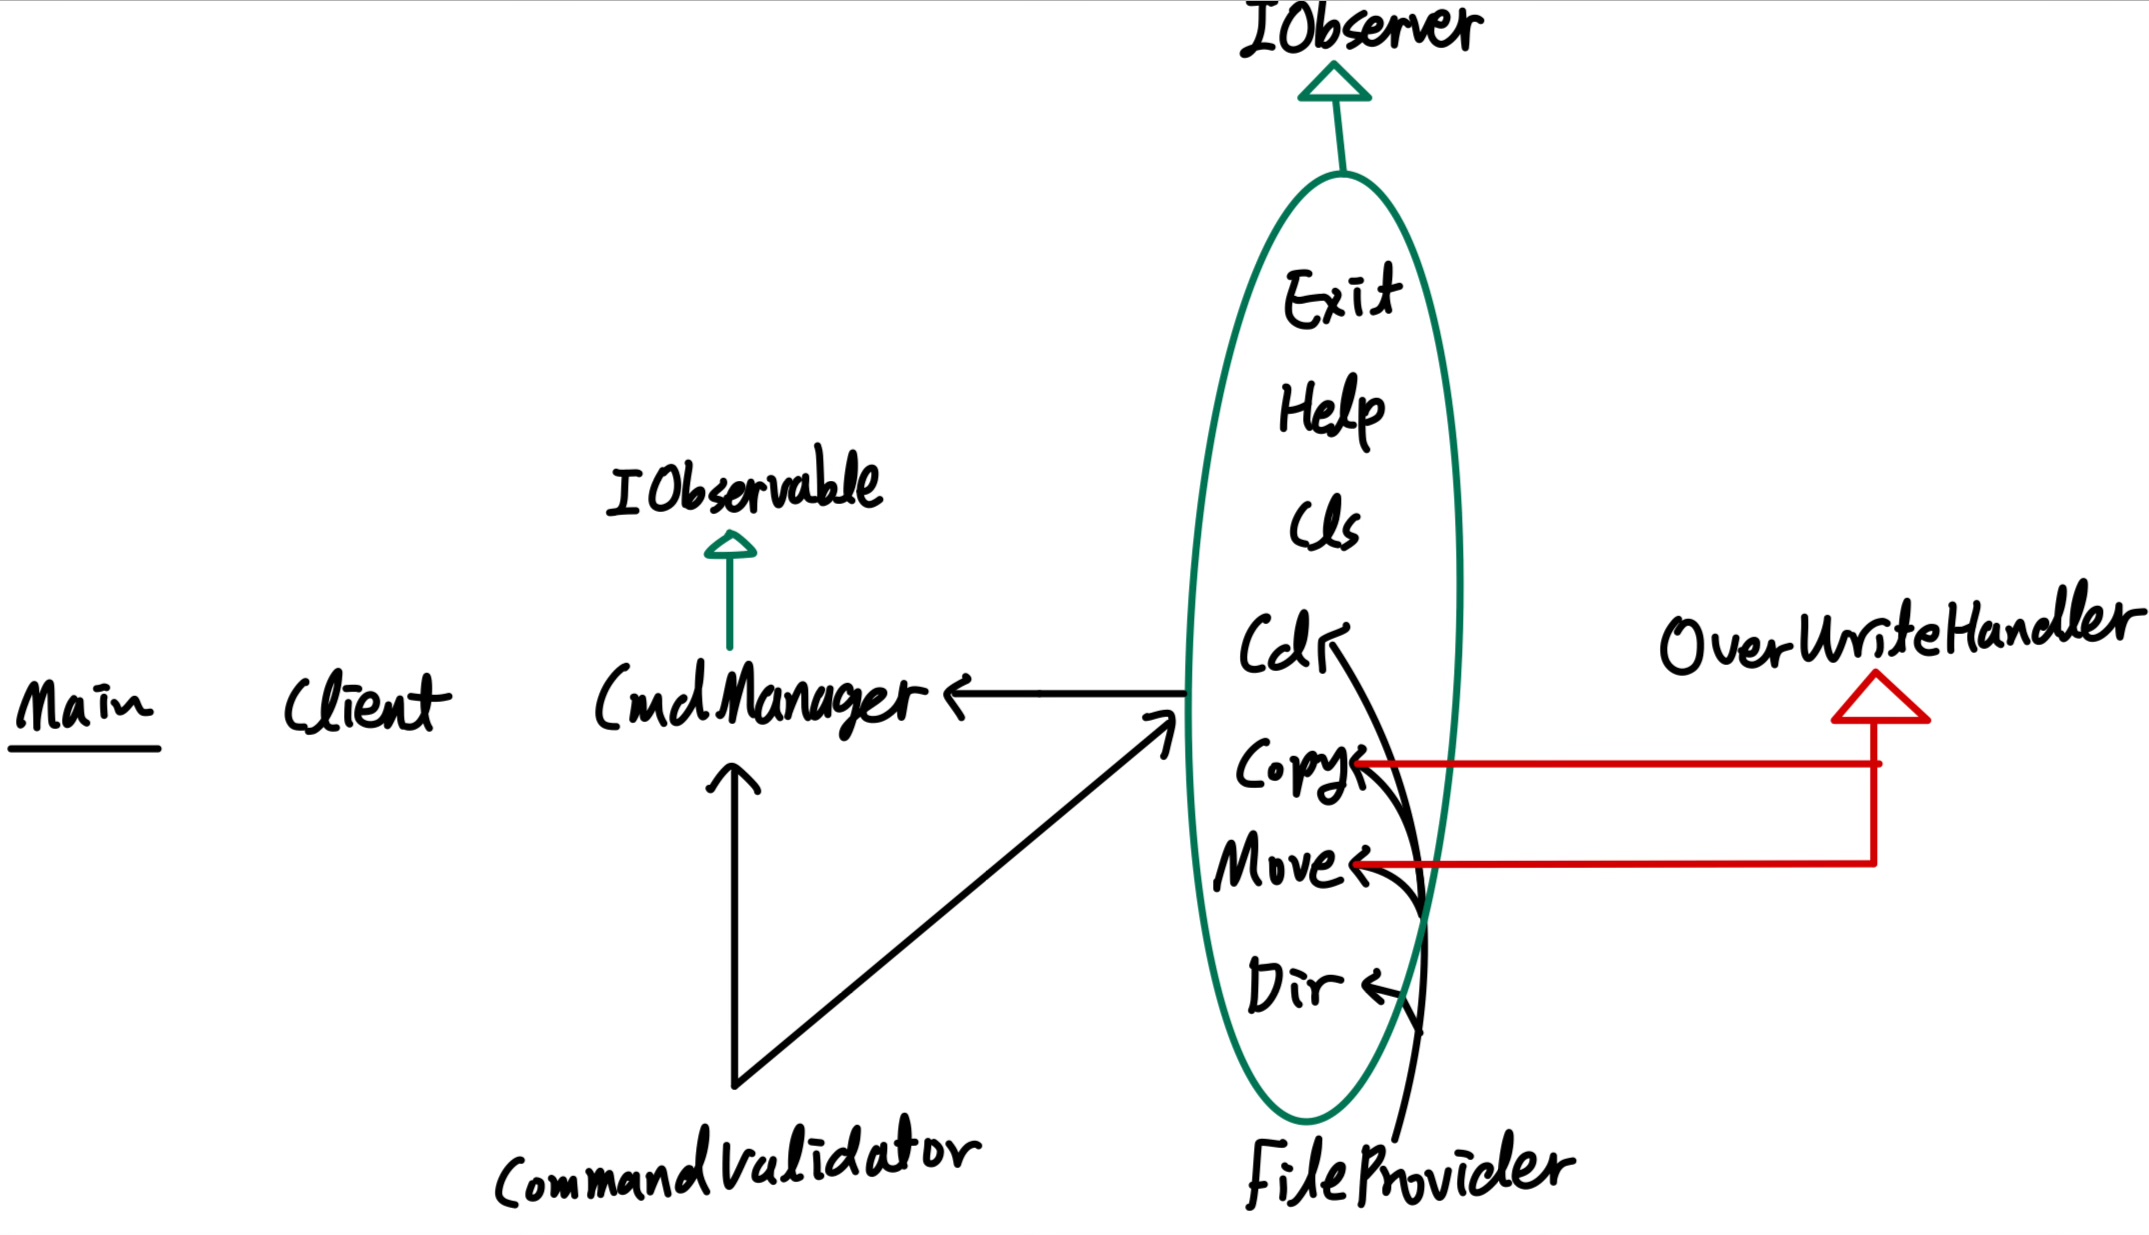 IObserver
Exit
Help
Cls
IObservable
Cd
OverWriteHandler
Main
Client
CmdManager
Copy
Move
Dir
CommandValidator
FileProvider